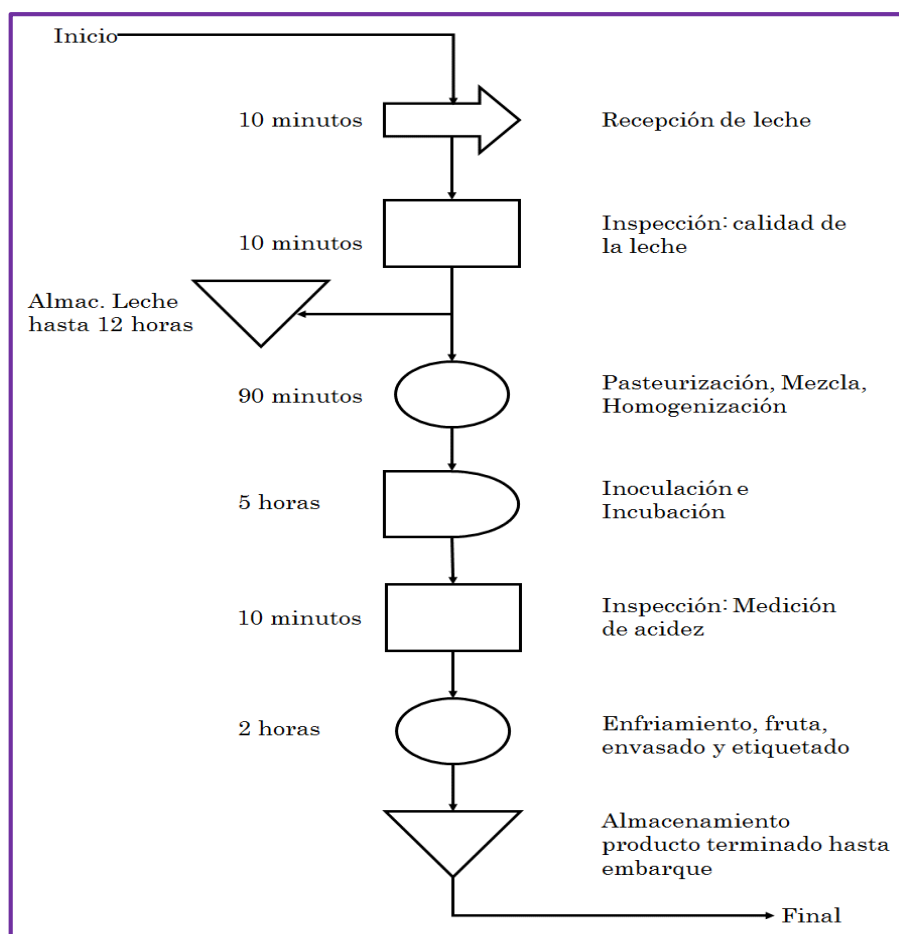 Inicio
10 minutos
Recepción de leche
10 minutos
Inspección: calidad de
la leche
Almac. Leche
hasta 12 horas
90 minutos
Pasteurización, Mezcla,
Homogenización
5 horas
Inoculación e
Incubación
10 minutos
Inspección: Medición
de acidez
2 horas
Enfriamiento, fruta,
envasado y etiquetado
Almacenamiento
producto terminado hasta
embarque
Final